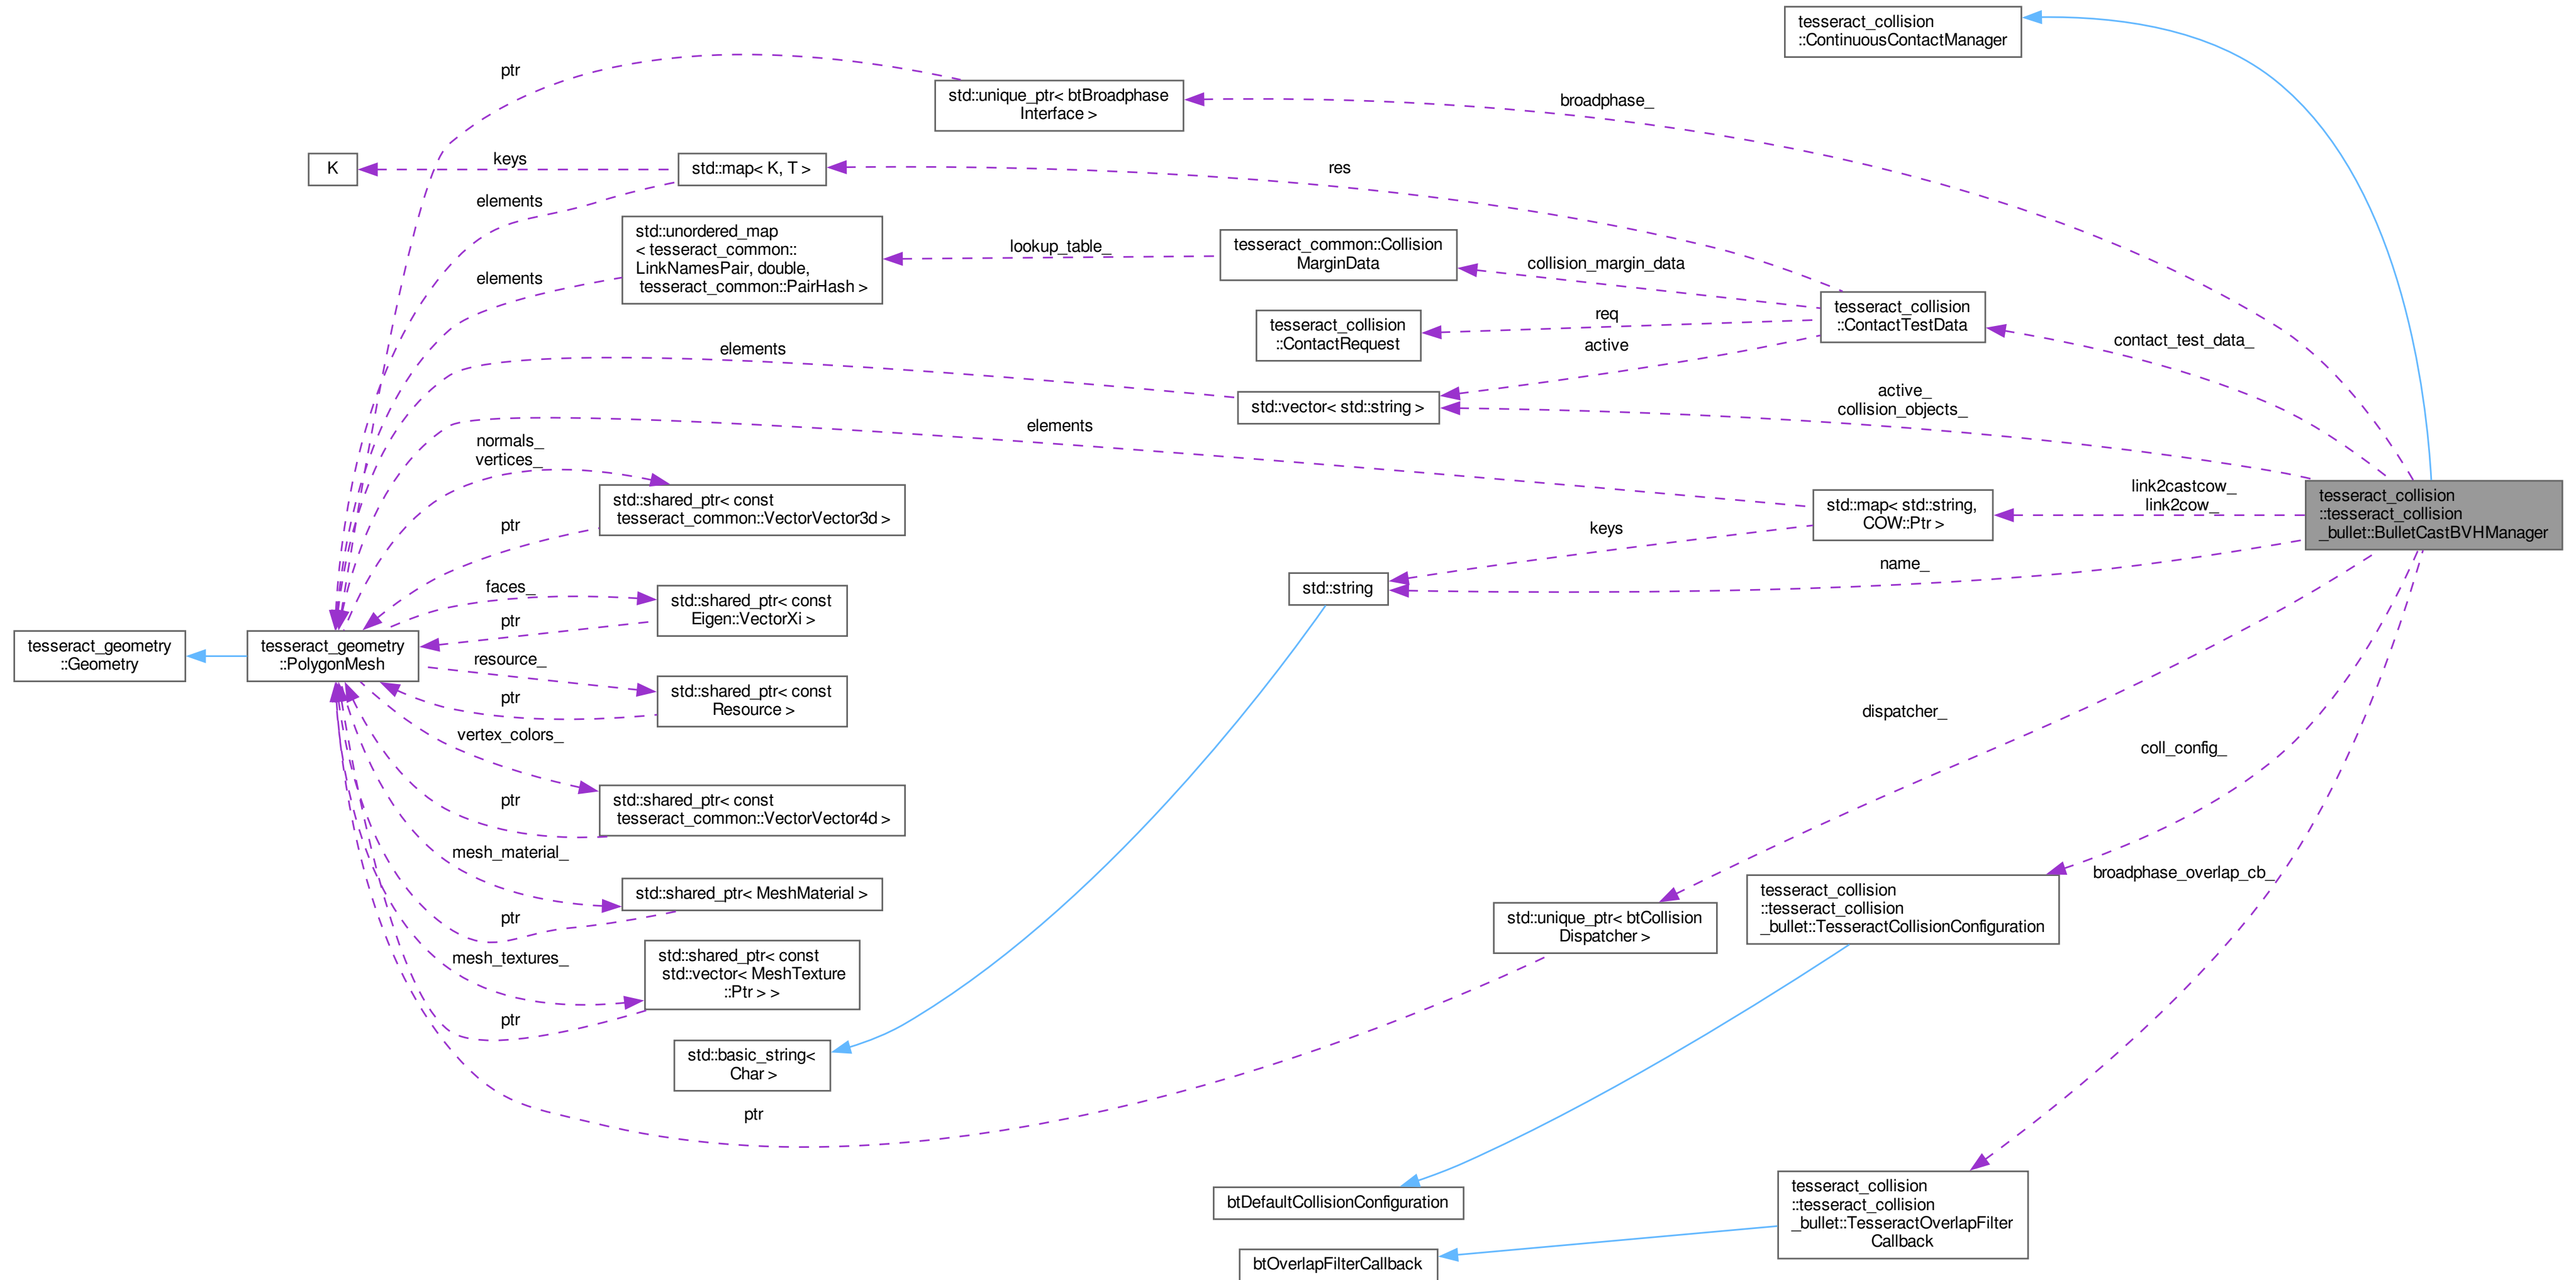 tesseract_collision
::ContinuousContactManager
ptr
std::unique_ptr< btBroadphase
Interface >
broadphase_
K
keys
std::map< K, T >
res
elements
std::unordered_map
< tesseract_common::
LinkNamesPair, double,
tesseract_common::PairHash >
elements
lookup_table_
tesseract_common::Collision
MarginData
collision_margin_data
tesseract_collision
::ContactRequest
req
tesseract_collision
::ContactTestData
contact_test_data_
active
elements
std::vector< std::string >
active_
collision_objects_
elements
normals_
vertices_
std::shared_ptr< const
tesseract_common::VectorVector3d >
ptr
std::map< std::string,
COW::Ptr >
link2castcow_
link2cow_
tesseract_collision
::tesseract_collision
_bullet::BulletCastBVHManager
keys
name_
std::string
faces_
std::shared_ptr< const
Eigen::VectorXi >
ptr
tesseract_geometry
::Geometry
tesseract_geometry
::PolygonMesh
resource_
std::shared_ptr< const
Resource >
ptr
vertex_colors_
dispatcher_
coll_config_
std::shared_ptr< const
tesseract_common::VectorVector4d >
ptr
mesh_material_
std::shared_ptr< MeshMaterial >
ptr
broadphase_overlap_cb_
tesseract_collision
::tesseract_collision
_bullet::TesseractCollisionConfiguration
std::unique_ptr< btCollision
Dispatcher >
mesh_textures_
std::shared_ptr< const
std::vector< MeshTexture
::Ptr > >
ptr
std::basic_string<
Char >
ptr
btDefaultCollisionConfiguration
tesseract_collision
::tesseract_collision
_bullet::TesseractOverlapFilter
Callback
btOverlapFilterCallback